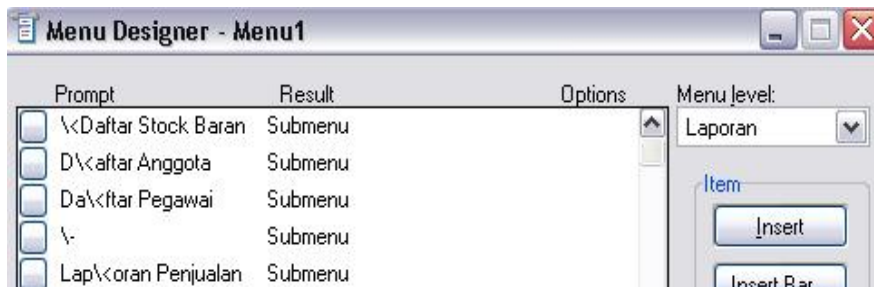 Menu Designer - Menu1
Prompt Result Options Menu level:
\<Daftar Stock Baran Submenu Laporan
D\<aftar Anggota Submenu
Item
Da\<ftar Pegawai Submenu
Insert
\- Submenu
Lap\<oran Penjualan Submenu
Insert Bar...